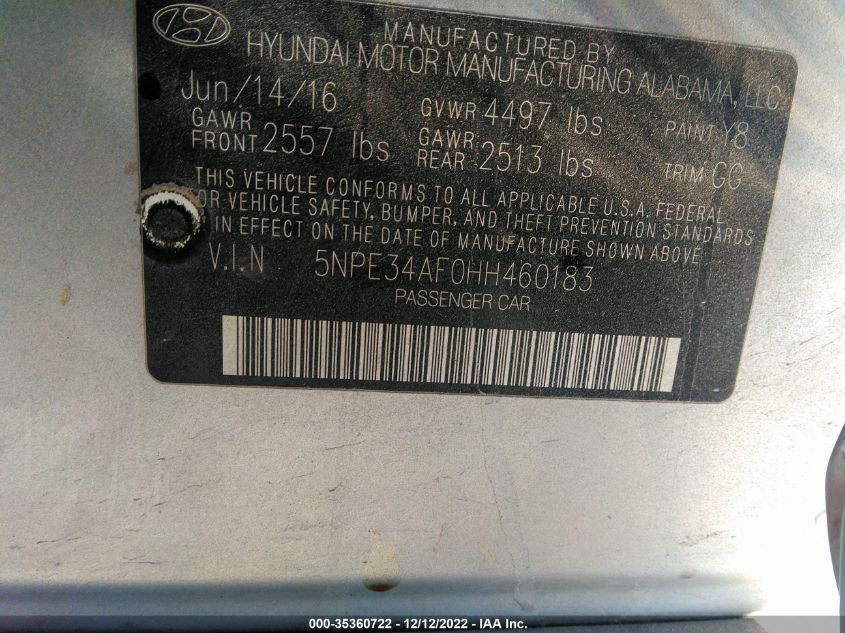 MANUFACTURED BY
HYUNDAI MOTOR MANUFACTURING ALABAMA, LLC
Jun/14/16 GVWR 4497 lbs PAINT Y8
GAWR FRONT 2557 lbs GAWR REAR 2513 lbs TRIM GG
THIS VEHICLE CONFORMS TO ALL APPLICABLE U.S.A. FEDERAL
OR VEHICLE SAFETY, BUMPER, AND THEFT PREVENTION STANDARDS
IN EFFECT ON THE DATE OF MANUFACTURE SHOWN ABOVE
V.I.N 5NPE34AF0HH460183
PASSENGER CAR
000-35360722 - 12/12/2022 - IAA Inc.